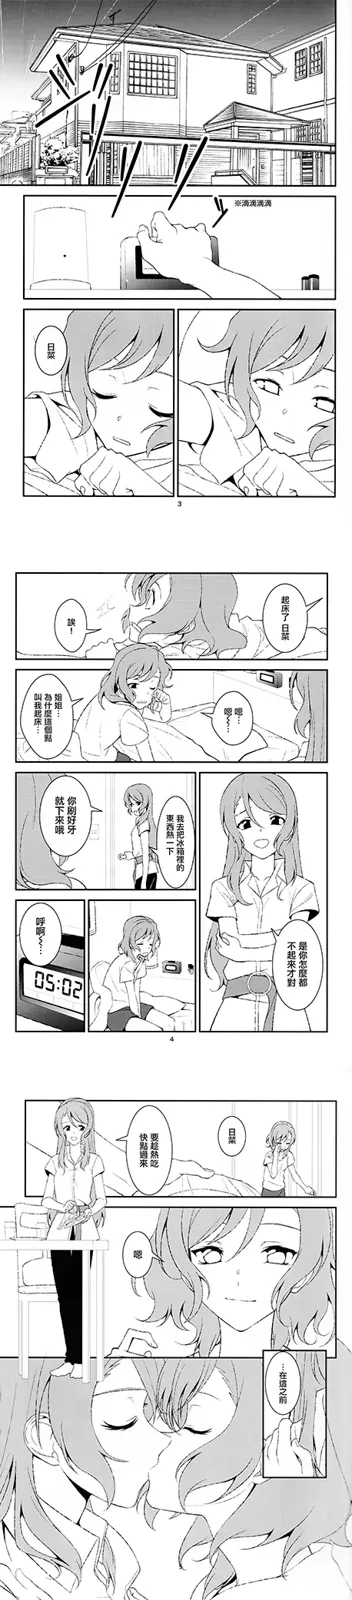 ※滴滴滴滴
日菜
3
起床了 日菜
誒！
嗯…
嗯～…
姐姐…
為什麼這個點
叫我起床…
是你怎麼都
不起來才對
我去把冰箱裡的
東西熱一下
你刷好牙
就下來哦
呼啊～…
05:02
4
日菜
要趁熱吃
快點過來
嗯
…在這之前